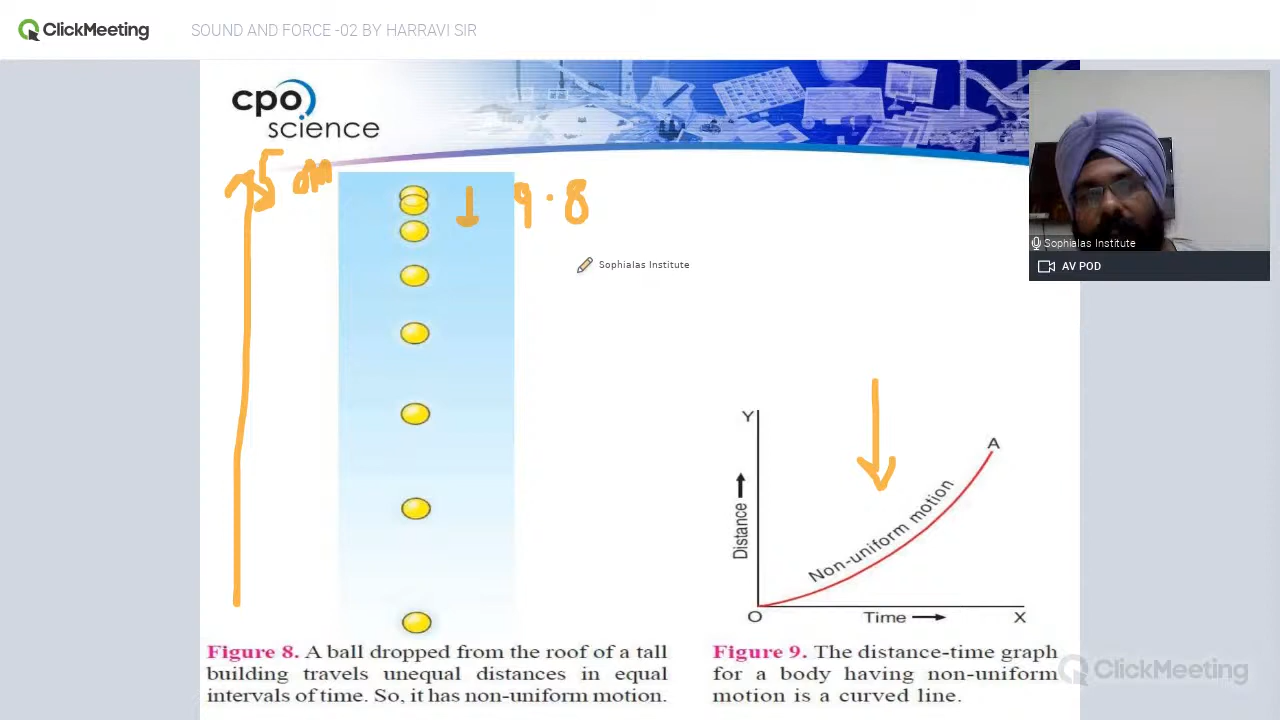 ClickMeeting
SOUND AND FORCE -02 BY HARRAVI SIR
cpo
science
5 m
9.8
Sophialas Institute
Sophialas Institute
AV POD
Y
A
Distance
Non-uniform motion
O
Time
X
Figure 8. A ball dropped from the roof of a tall
building travels unequal distances in equal
intervals of time. So, it has non-uniform motion.
Figure 9. The distance-time graph
for a body having non-uniform
motion is a curved line.
ClickMeeting